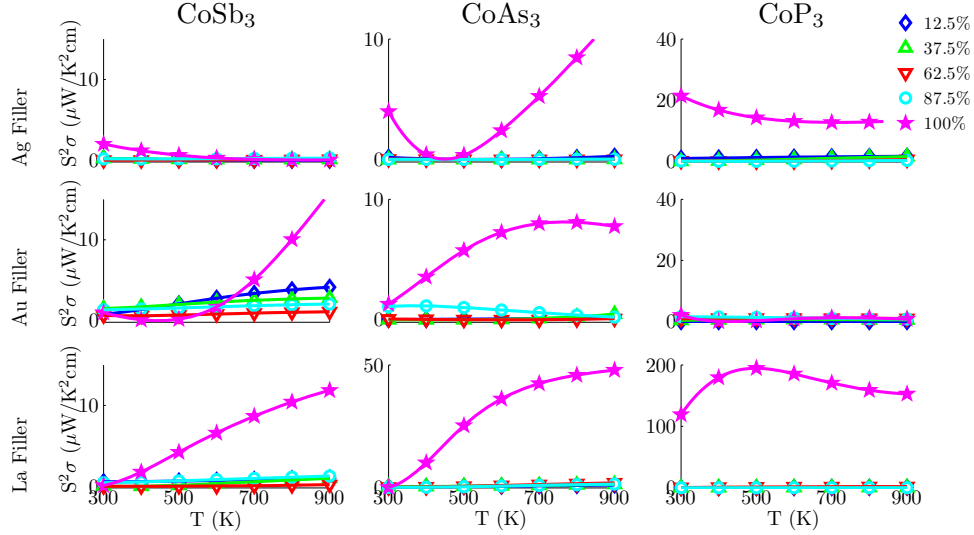 CoSb₃ CoAs₃ CoP₃
12.5%
37.5%
62.5%
87.5%
100%
Ag Filler
S²σ (μW/K²cm)
10
0
10
0
40
20
0
Au Filler
S²σ (μW/K²cm)
10
0
10
0
40
20
0
La Filler
S²σ (μW/K²cm)
10
0
50
0
200
100
0
300 500 700 900
300 500 700 900
300 500 700 900
T (K) T (K) T (K)